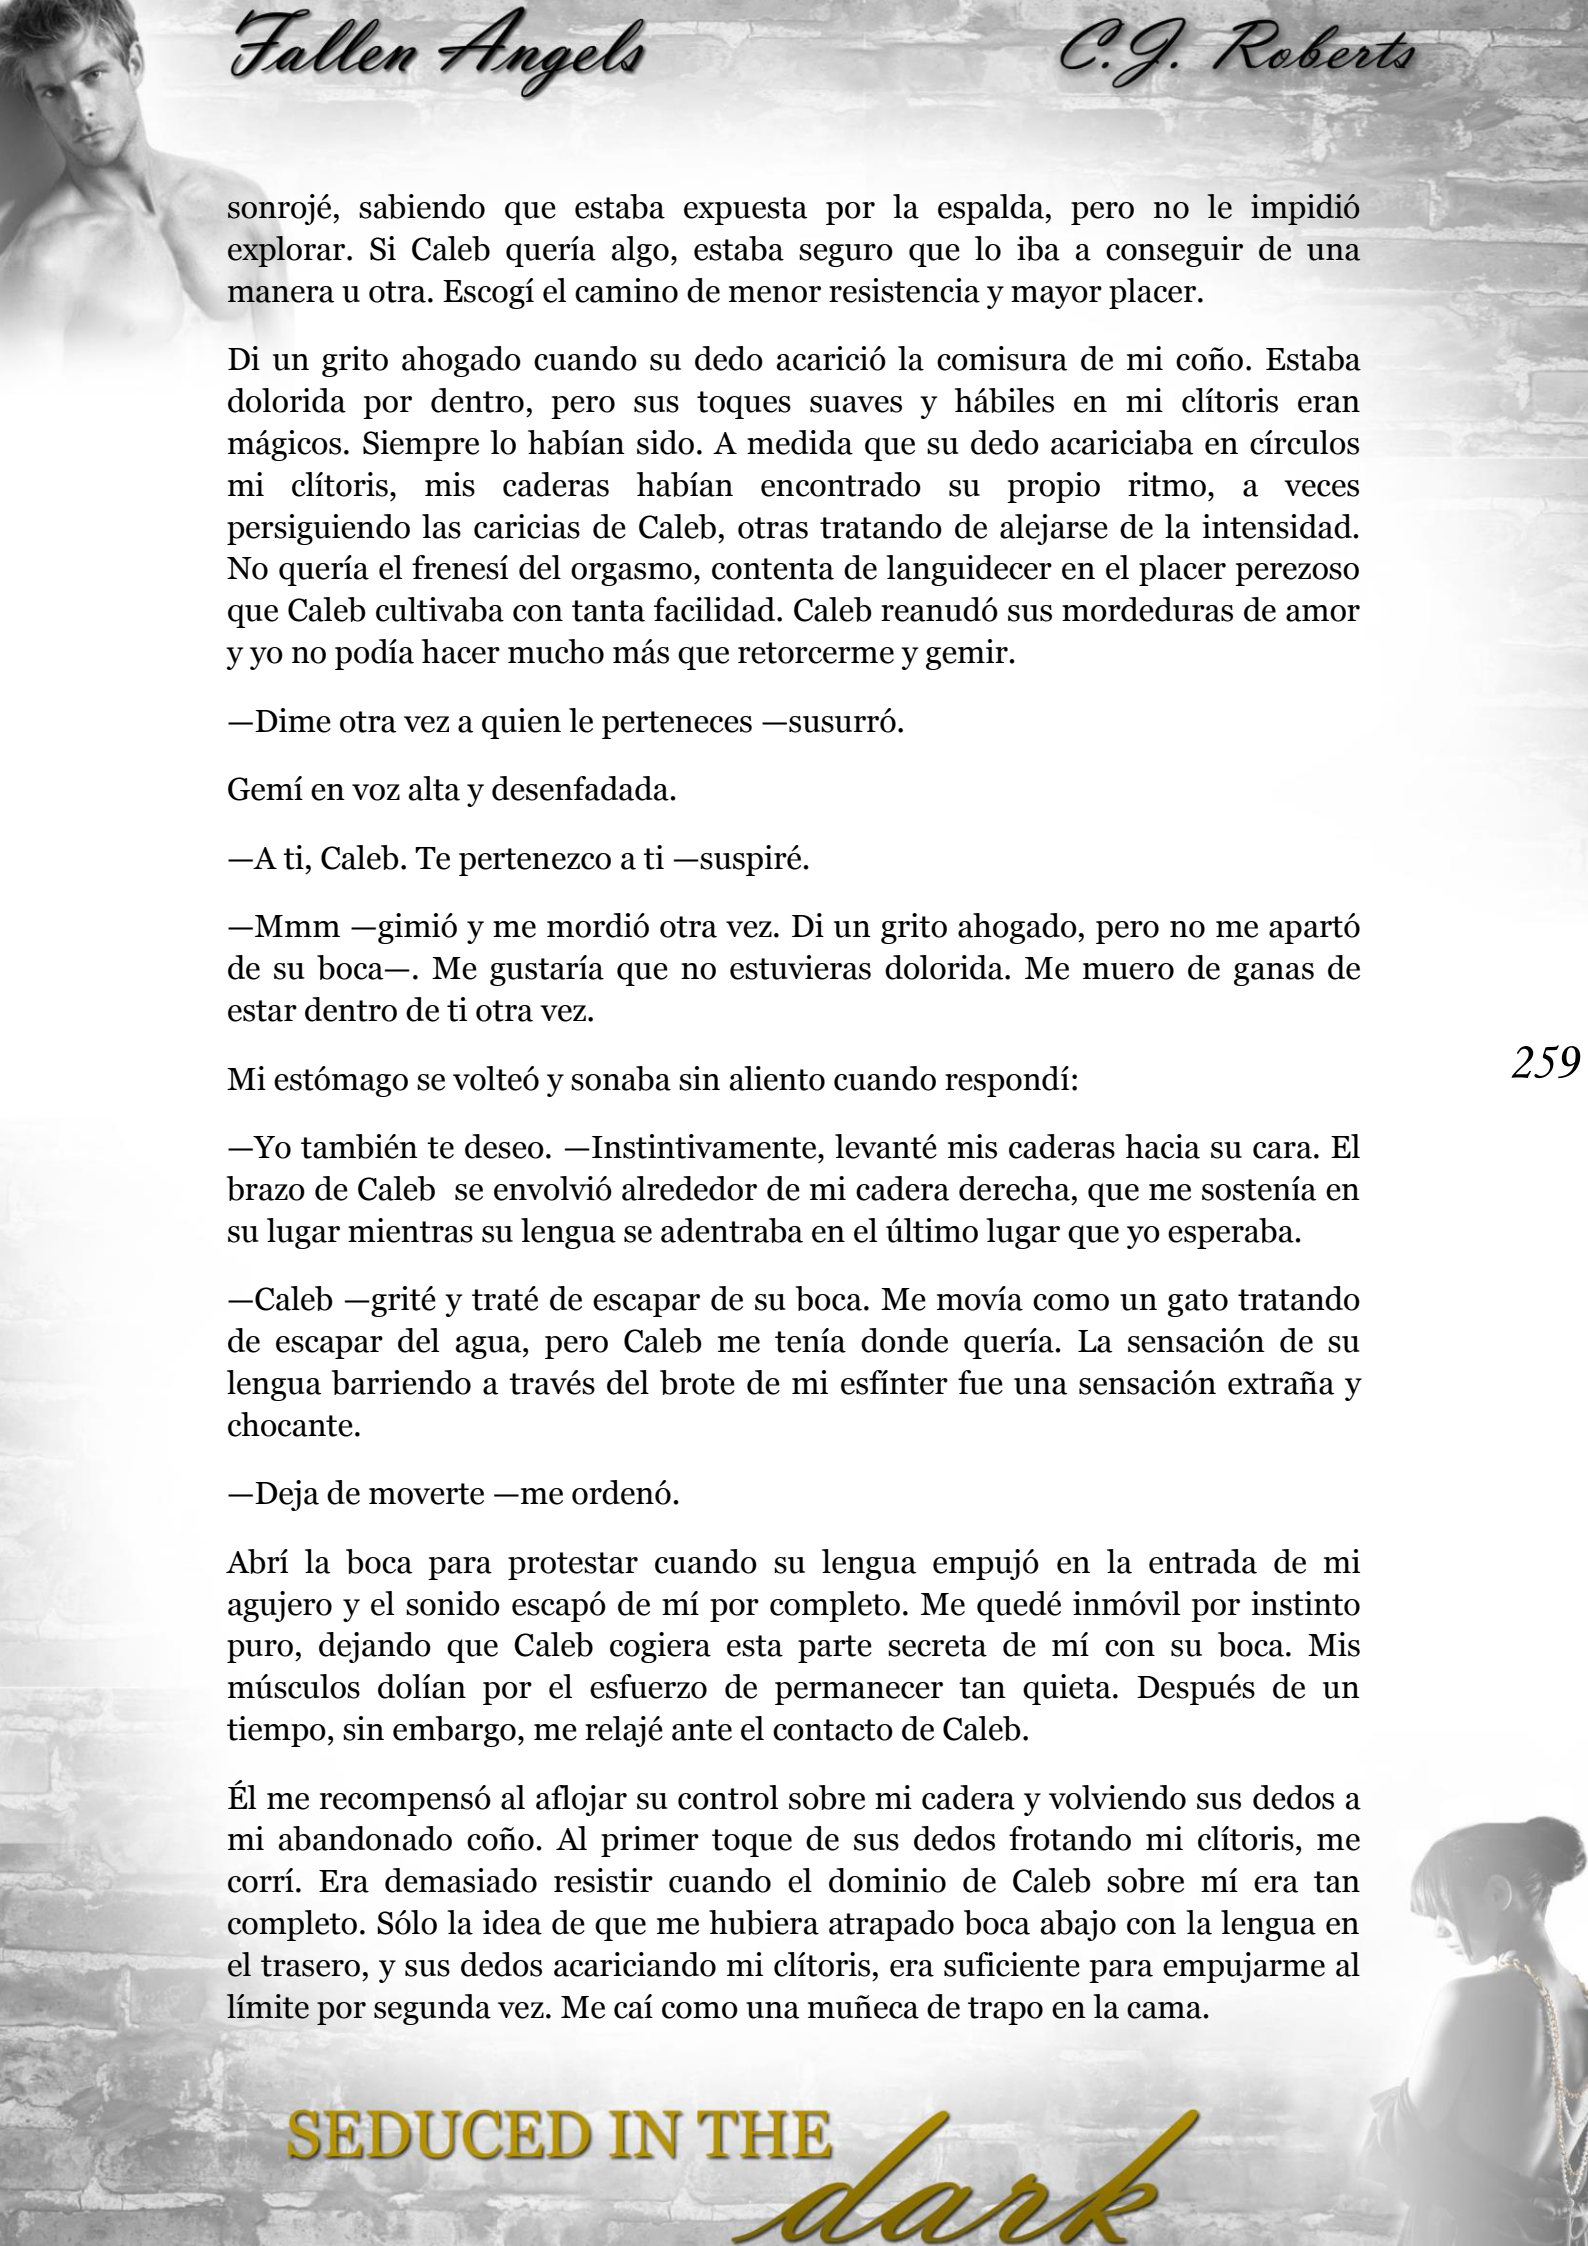 Fallen Angels
C.J. Roberts
sonrojé, sabiendo que estaba expuesta por la espalda, pero no le impidió
explorar. Si Caleb quería algo, estaba seguro que lo iba a conseguir de una
manera u otra. Escogí el camino de menor resistencia y mayor placer.
Di un grito ahogado cuando su dedo acarició la comisura de mi coño. Estaba
dolorida por dentro, pero sus toques suaves y hábiles en mi clítoris eran
mágicos. Siempre lo habían sido. A medida que su dedo acariciaba en círculos
mi clítoris, mis caderas habían encontrado su propio ritmo, a veces
persiguiendo las caricias de Caleb, otras tratando de alejarse de la intensidad.
No quería el frenesí del orgasmo, contenta de languidecer en el placer perezoso
que Caleb cultivaba con tanta facilidad. Caleb reanudó sus mordeduras de amor
y yo no podía hacer mucho más que retorcerme y gemir.
—Dime otra vez a quien le perteneces —susurró.
Gemí en voz alta y desenfadada.
—A ti, Caleb. Te pertenezco a ti —suspiré.
—Mmm —gimió y me mordió otra vez. Di un grito ahogado, pero no me apartó
de su boca—. Me gustaría que no estuvieras dolorida. Me muero de ganas de
estar dentro de ti otra vez.
259
Mi estómago se volteó y sonaba sin aliento cuando respondí:
—Yo también te deseo. —Instintivamente, levanté mis caderas hacia su cara. El
brazo de Caleb  se envolvió alrededor de mi cadera derecha, que me sostenía en
su lugar mientras su lengua se adentraba en el último lugar que yo esperaba.
—Caleb —grité y traté de escapar de su boca. Me movía como un gato tratando
de escapar del agua, pero Caleb me tenía donde quería. La sensación de su
lengua barriendo a través del brote de mi esfínter fue una sensación extraña y
chocante.
—Deja de moverte —me ordenó.
Abrí la boca para protestar cuando su lengua empujó en la entrada de mi
agujero y el sonido escapó de mí por completo. Me quedé inmóvil por instinto
puro, dejando que Caleb cogiera esta parte secreta de mí con su boca. Mis
músculos dolían por el esfuerzo de permanecer tan quieta. Después de un
tiempo, sin embargo, me relajé ante el contacto de Caleb.
Él me recompensó al aflojar su control sobre mi cadera y volviendo sus dedos a
mi abandonado coño. Al primer toque de sus dedos frotando mi clítoris, me
corrí. Era demasiado resistir cuando el dominio de Caleb sobre mí era tan
completo. Sólo la idea de que me hubiera atrapado boca abajo con la lengua en
el trasero, y sus dedos acariciando mi clítoris, era suficiente para empujarme al
límite por segunda vez. Me caí como una muñeca de trapo en la cama.
SEDUCED IN THE
dark